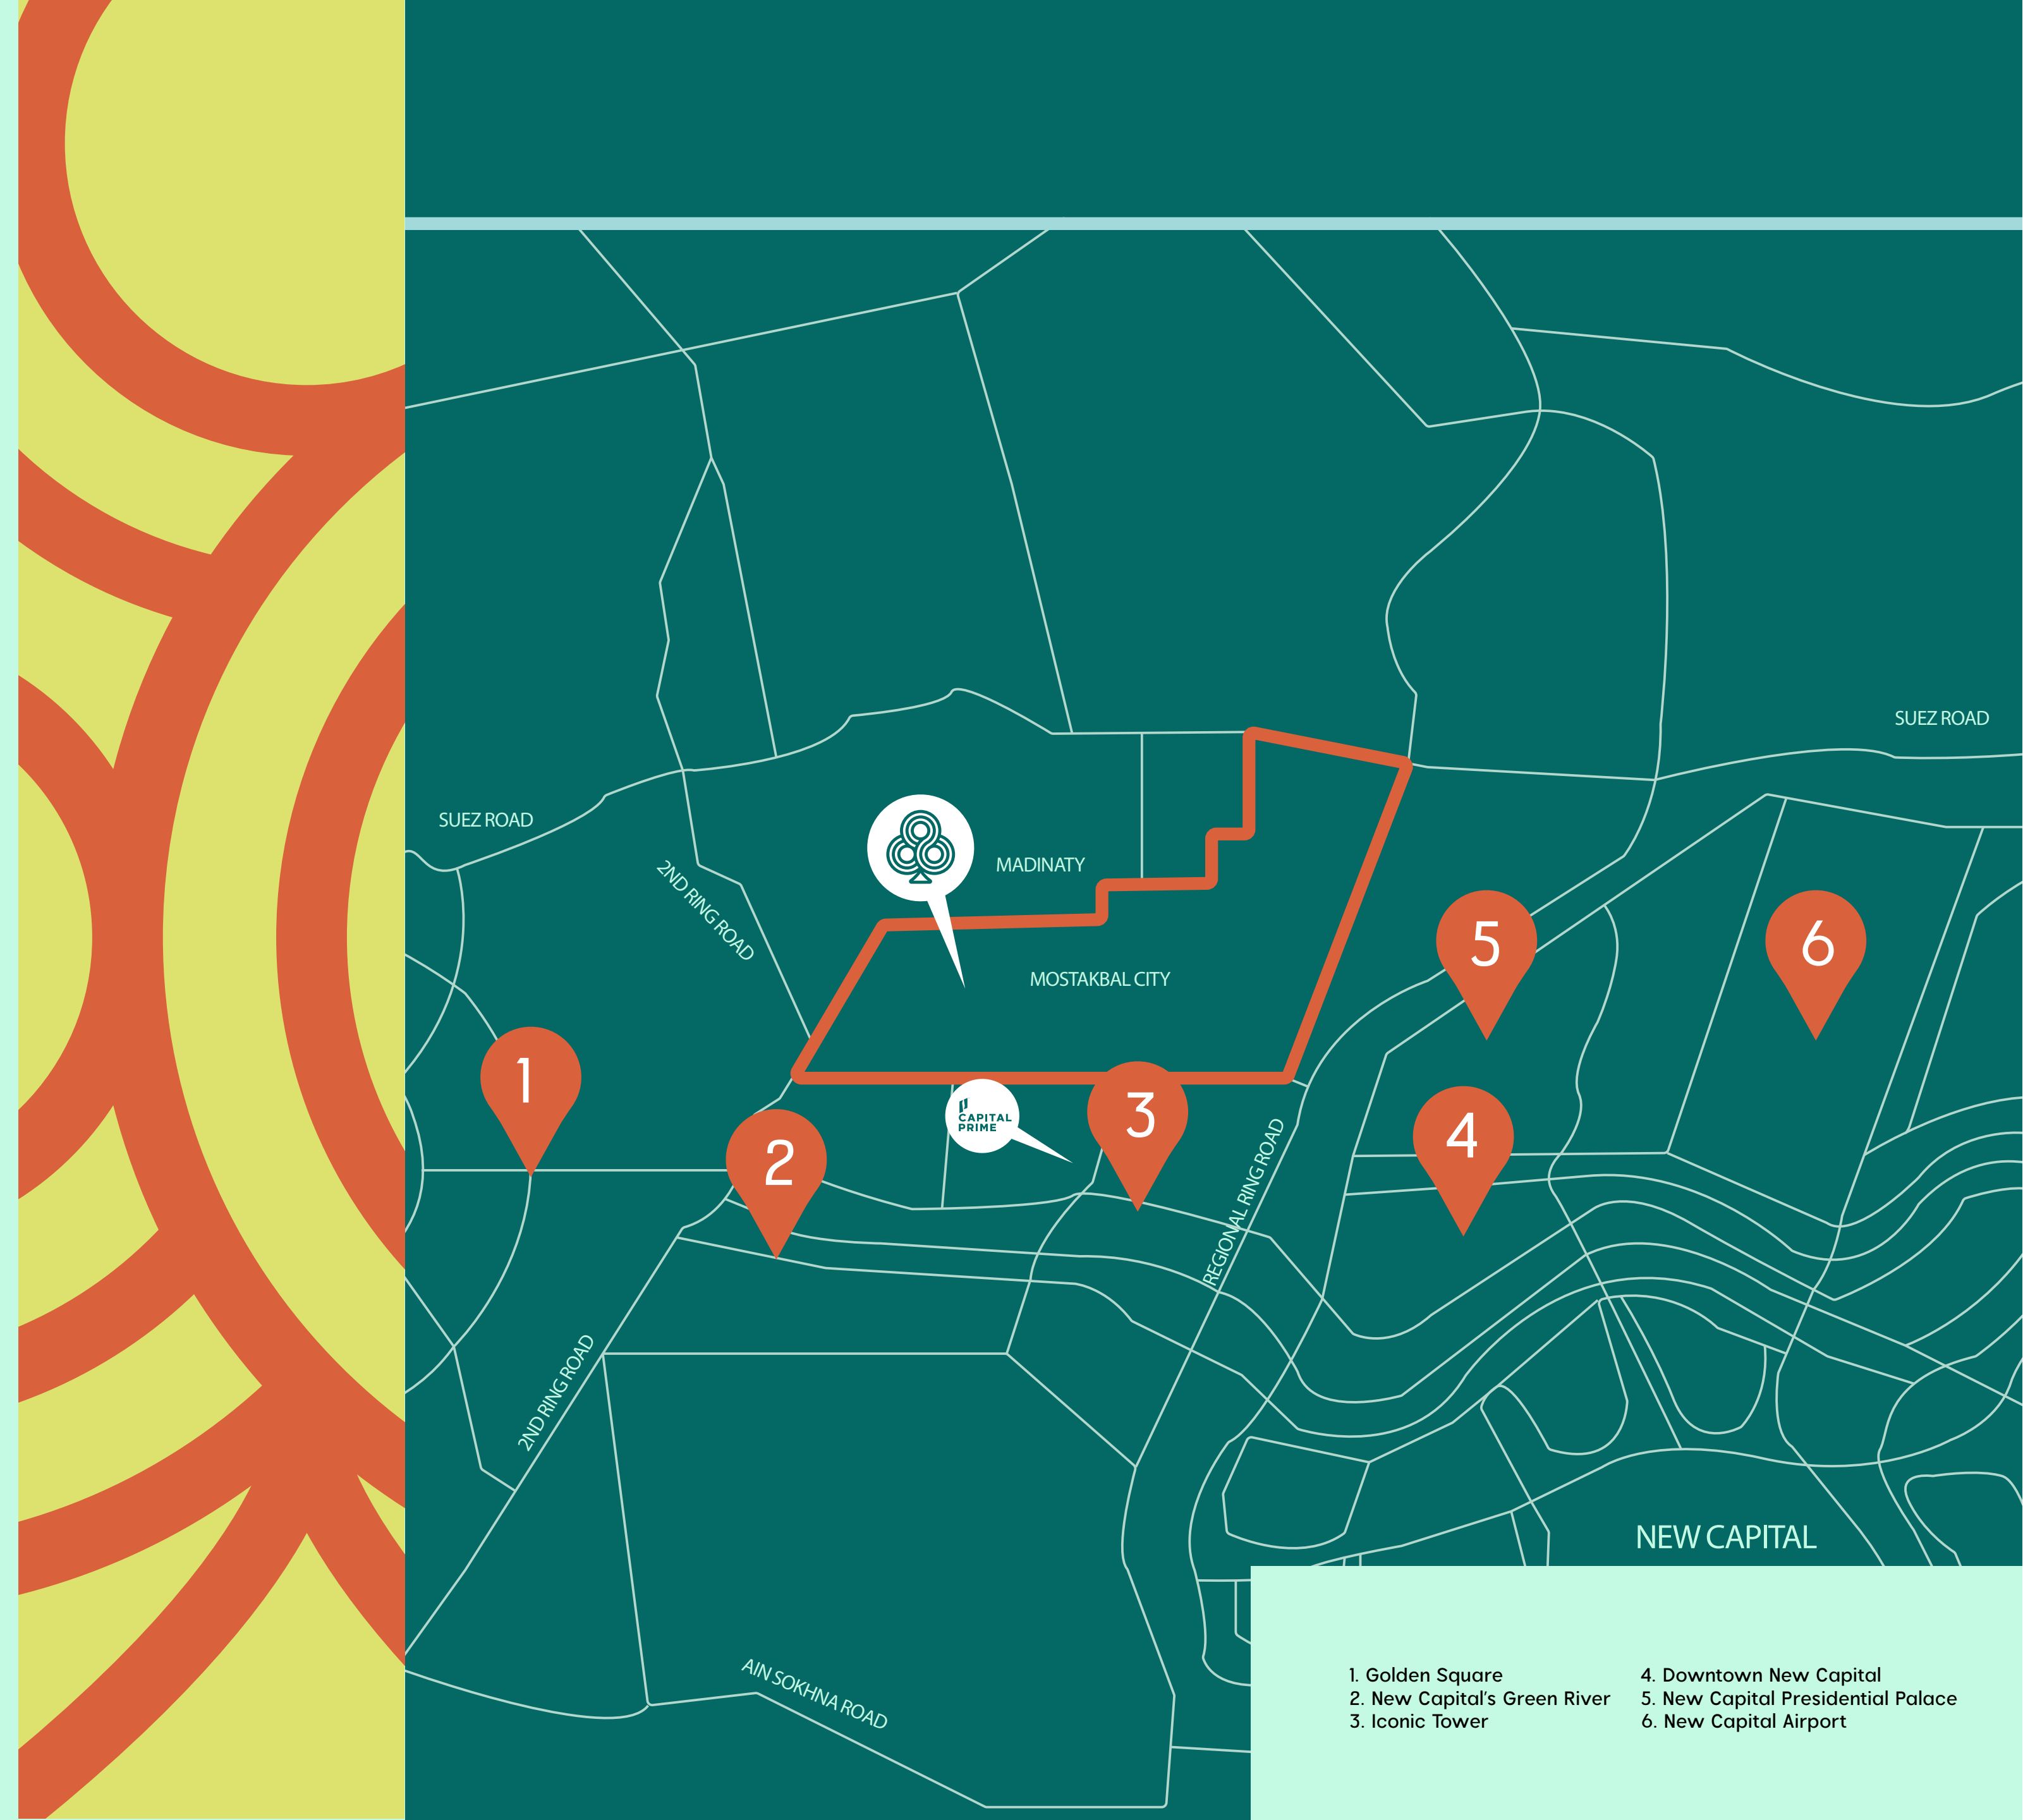 SUEZ ROAD
SUEZ ROAD
MADINATY
2ND RING ROAD
MOSTAKBAL CITY
5
6
1
2
CAPITAL
PRIME
3
4
REGIONAL RING ROAD
2ND RING ROAD
NEW CAPITAL
AIN SOKHNA ROAD
1. Golden Square
2. New Capital's Green River
3. Iconic Tower
4. Downtown New Capital
5. New Capital Presidential Palace
6. New Capital Airport